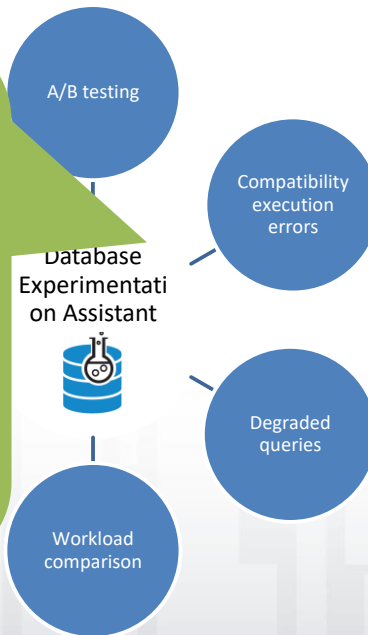 A/B testing
Compatibility
execution
errors
Database
Experimentati
on Assistant
Degraded
queries
Workload
comparison